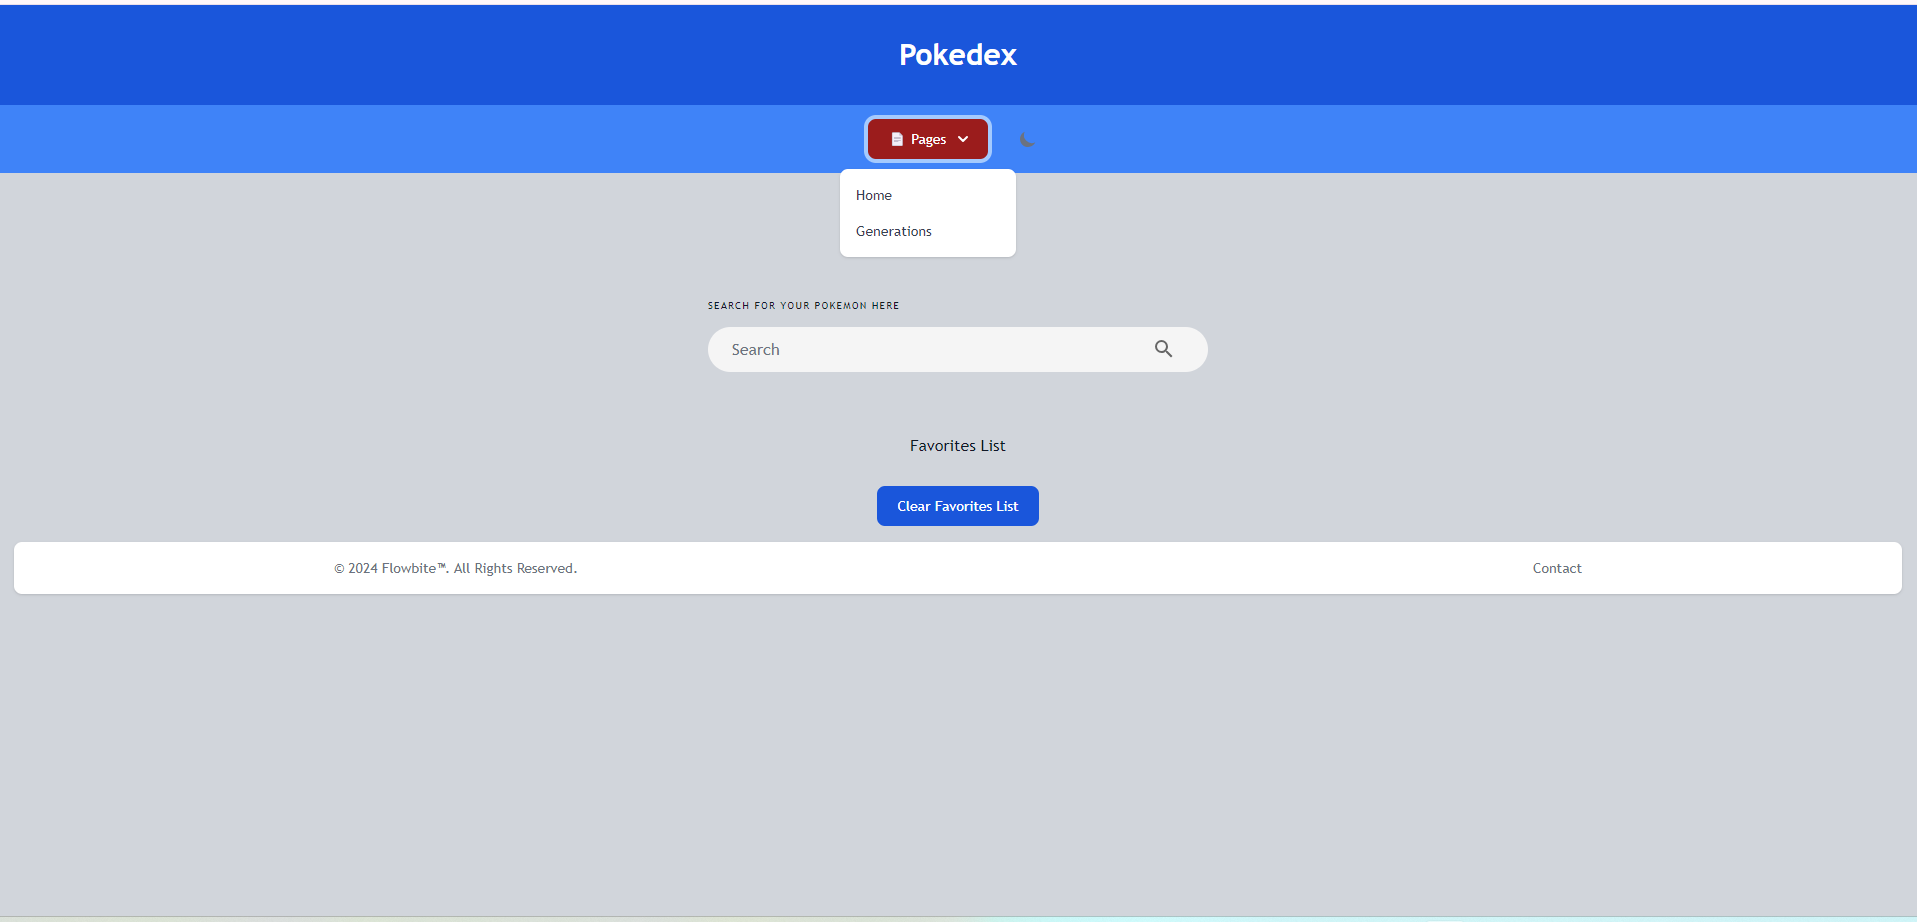 Pokedex
Pages
Home
Generations
SEARCH FOR YOUR POKEMON HERE
Search
Favorites List
Clear Favorites List
© 2024 Flowbite™. All Rights Reserved.
Contact